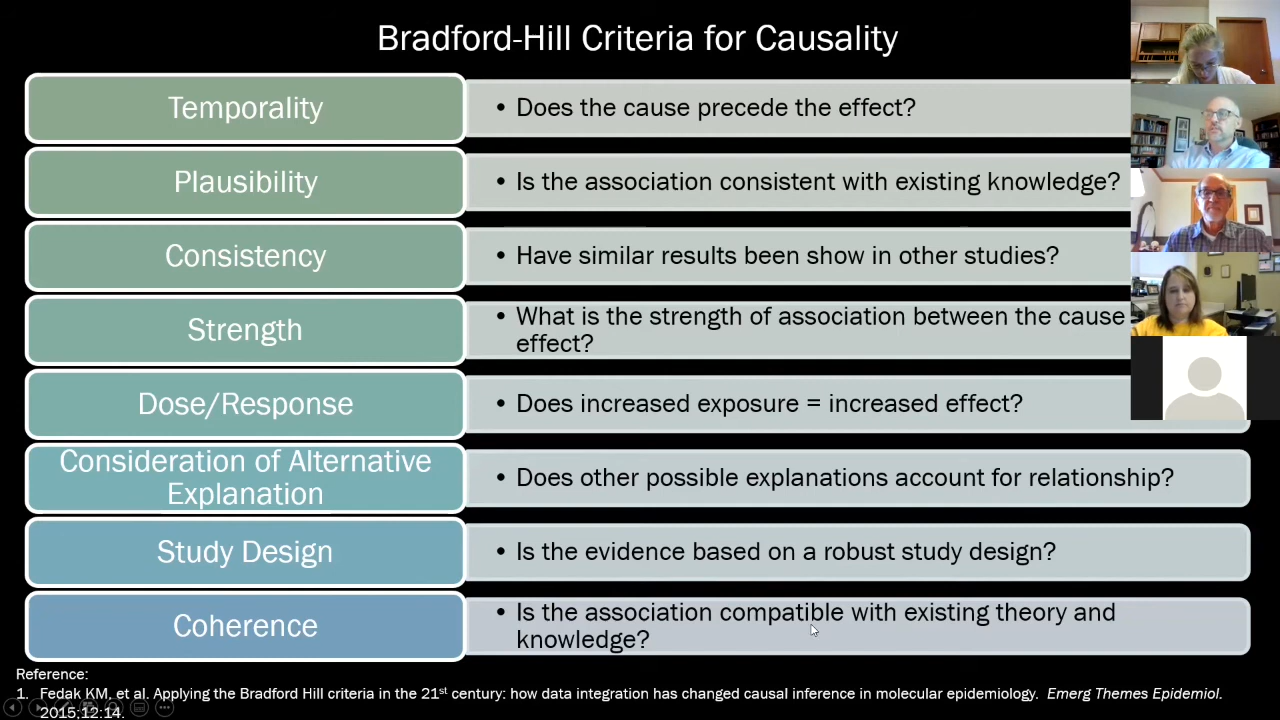 Bradford-Hill Criteria for Causality
Temporality
• Does the cause precede the effect?
Plausibility
• Is the association consistent with existing knowledge?
Consistency
• Have similar results been show in other studies?
Strength
• What is the strength of association between the cause
effect?
Dose/Response
• Does increased exposure = increased effect?
Consideration of Alternative
Explanation
• Does other possible explanations account for relationship?
Study Design
• Is the evidence based on a robust study design?
Coherence
• Is the association compatible with existing theory and
knowledge?
Reference:
1. Fedak KM, et al. Applying the Bradford Hill criteria in the 21st century: how data integration has changed causal inference in molecular epidemiology. Emerg Themes Epidemiol.
2015;12:14.